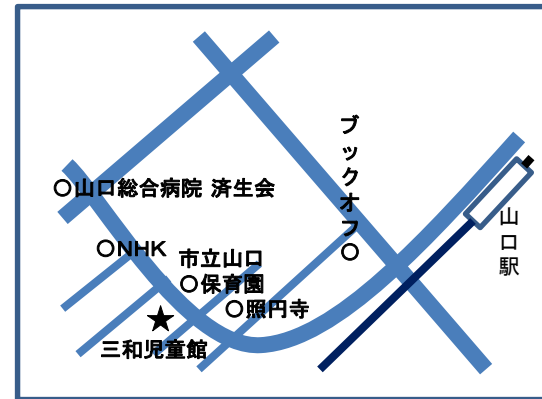 ブックオフ
○山口総合病院 済生会
山口駅
○NHK
市立山口
○保育園
○照円寺
★
三和児童館